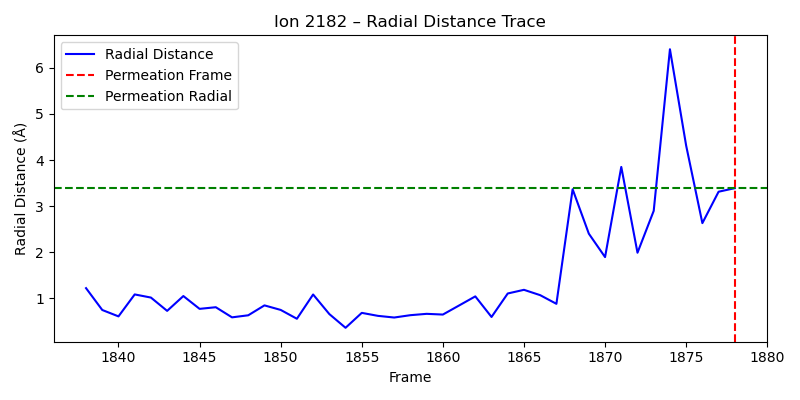 Ion 2182 – Radial Distance Trace
Radial Distance
Permeation Frame
Permeation Radial
Radial Distance (Å)
6
5
4
3
2
1
1840
1845
1850
1855
1860
1865
1870
1875
1880
Frame